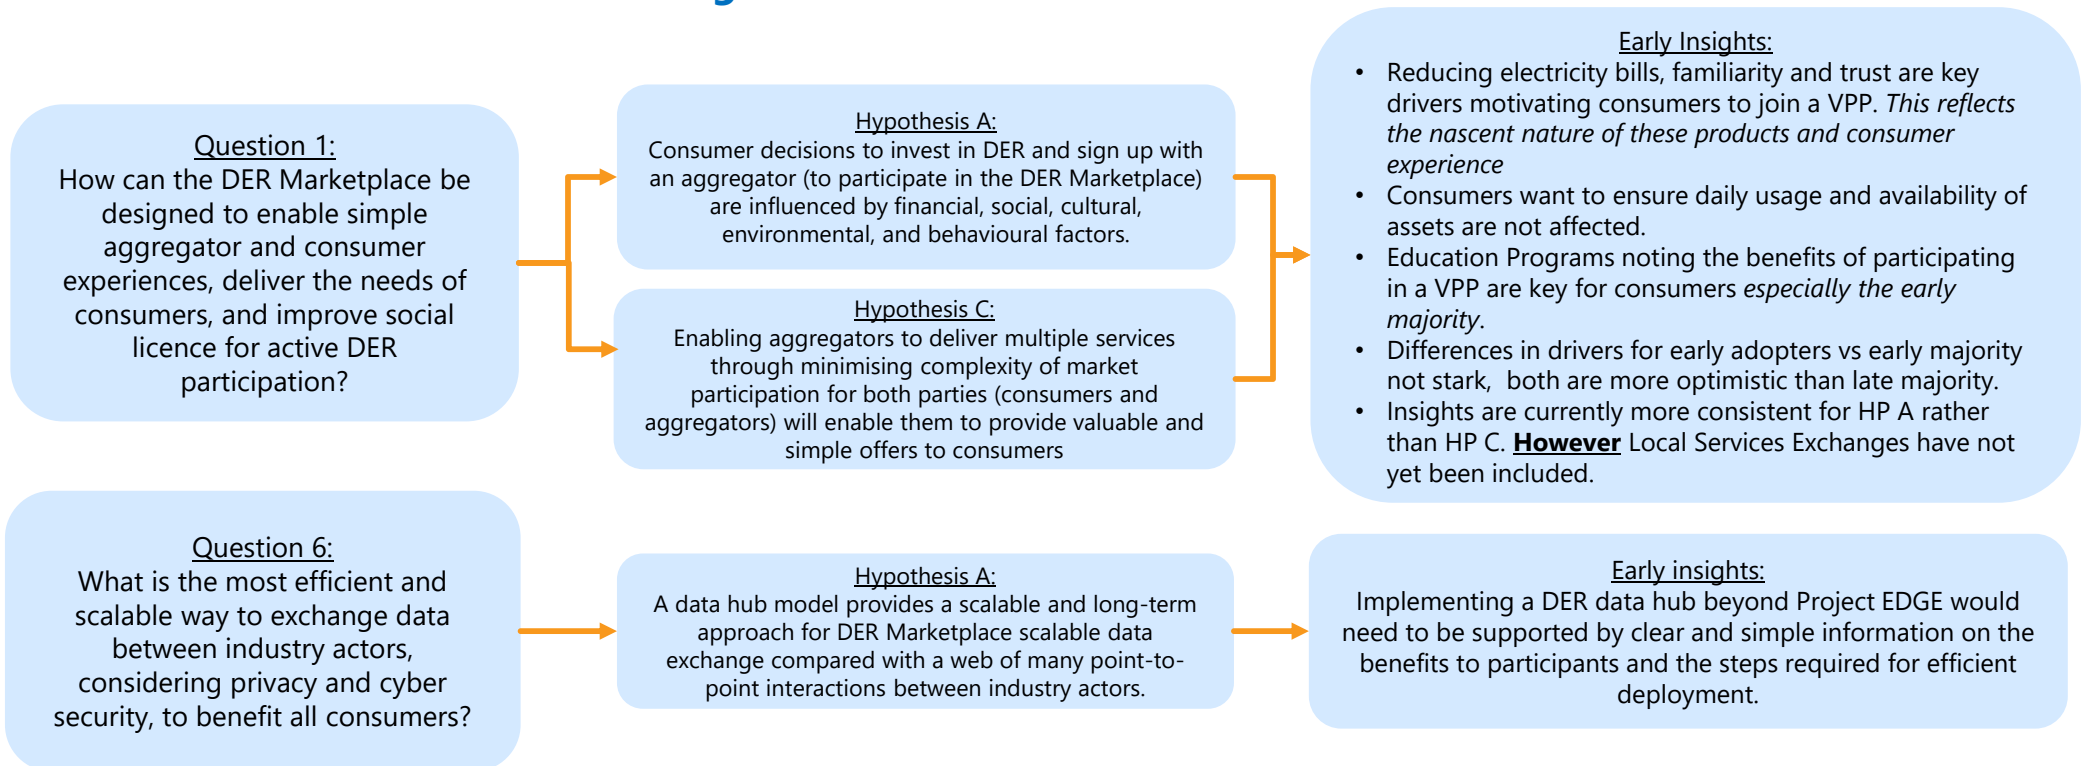 Question 1:
How can the DER Marketplace be
designed to enable simple
aggregator and consumer
experiences, deliver the needs of
consumers, and improve social
licence for active DER
participation?
Hypothesis A:
Consumer decisions to invest in DER and sign up with
an aggregator (to participate in the DER Marketplace)
are influenced by financial, social, cultural,
environmental, and behavioural factors.
Hypothesis C:
Enabling aggregators to deliver multiple services
through minimising complexity of market
participation for both parties (consumers and
aggregators) will enable them to provide valuable and
simple offers to consumers
Early Insights:
• Reducing electricity bills, familiarity and trust are key
drivers motivating consumers to join a VPP. This reflects
the nascent nature of these products and consumer
experience
• Consumers want to ensure daily usage and availability of
assets are not affected.
• Education Programs noting the benefits of participating
in a VPP are key for consumers especially the early
majority.
• Differences in drivers for early adopters vs early majority
not stark, both are more optimistic than late majority.
• Insights are currently more consistent for HP A rather
than HP C. However Local Services Exchanges have not
yet been included.
Question 6:
What is the most efficient and
scalable way to exchange data
between industry actors,
considering privacy and cyber
security, to benefit all consumers?
Hypothesis A:
A data hub model provides a scalable and long-term
approach for DER Marketplace scalable data
exchange compared with a web of many point-to-
point interactions between industry actors.
Early insights:
Implementing a DER data hub beyond Project EDGE would
need to be supported by clear and simple information on the
benefits to participants and the steps required for efficient
deployment.